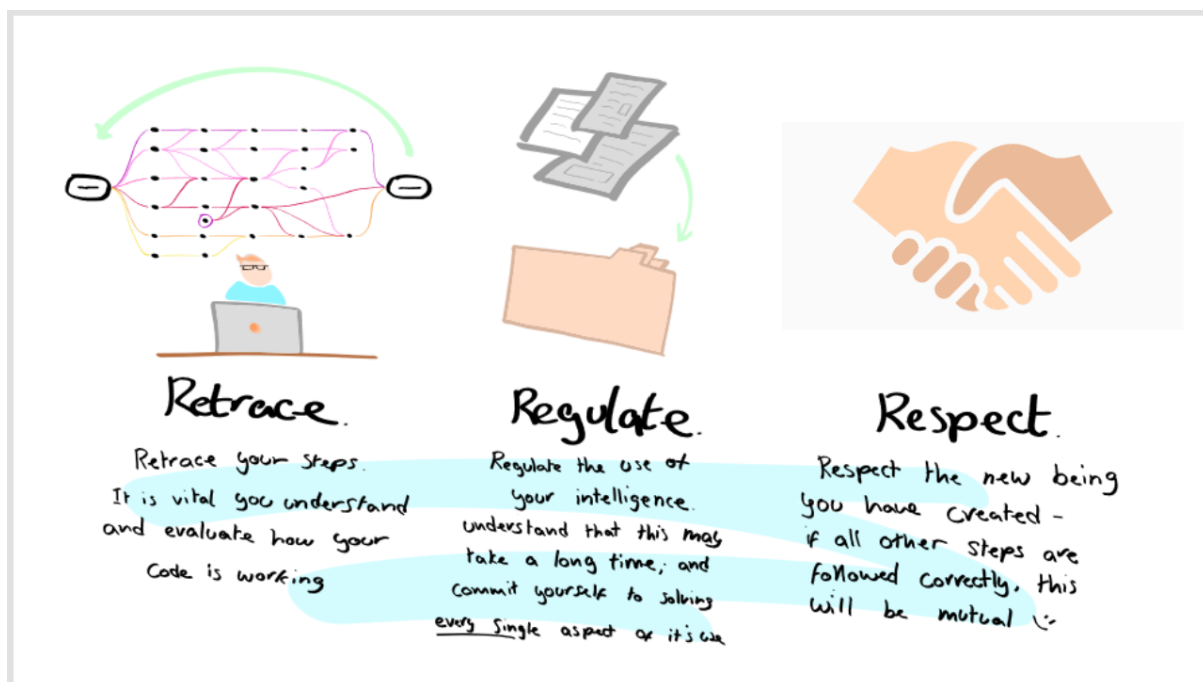 Retrace.
Retrace your steps.
It is vital you understand
and evaluate how your
code is working
Regulate.
Regulate the use of
your intelligence.
understand that this may
take a long time, and
commit yourself to solving
every single aspect of it's use
Respect.
Respect the new being
you have created -
if all other steps are
followed correctly, this
will be mutual :)